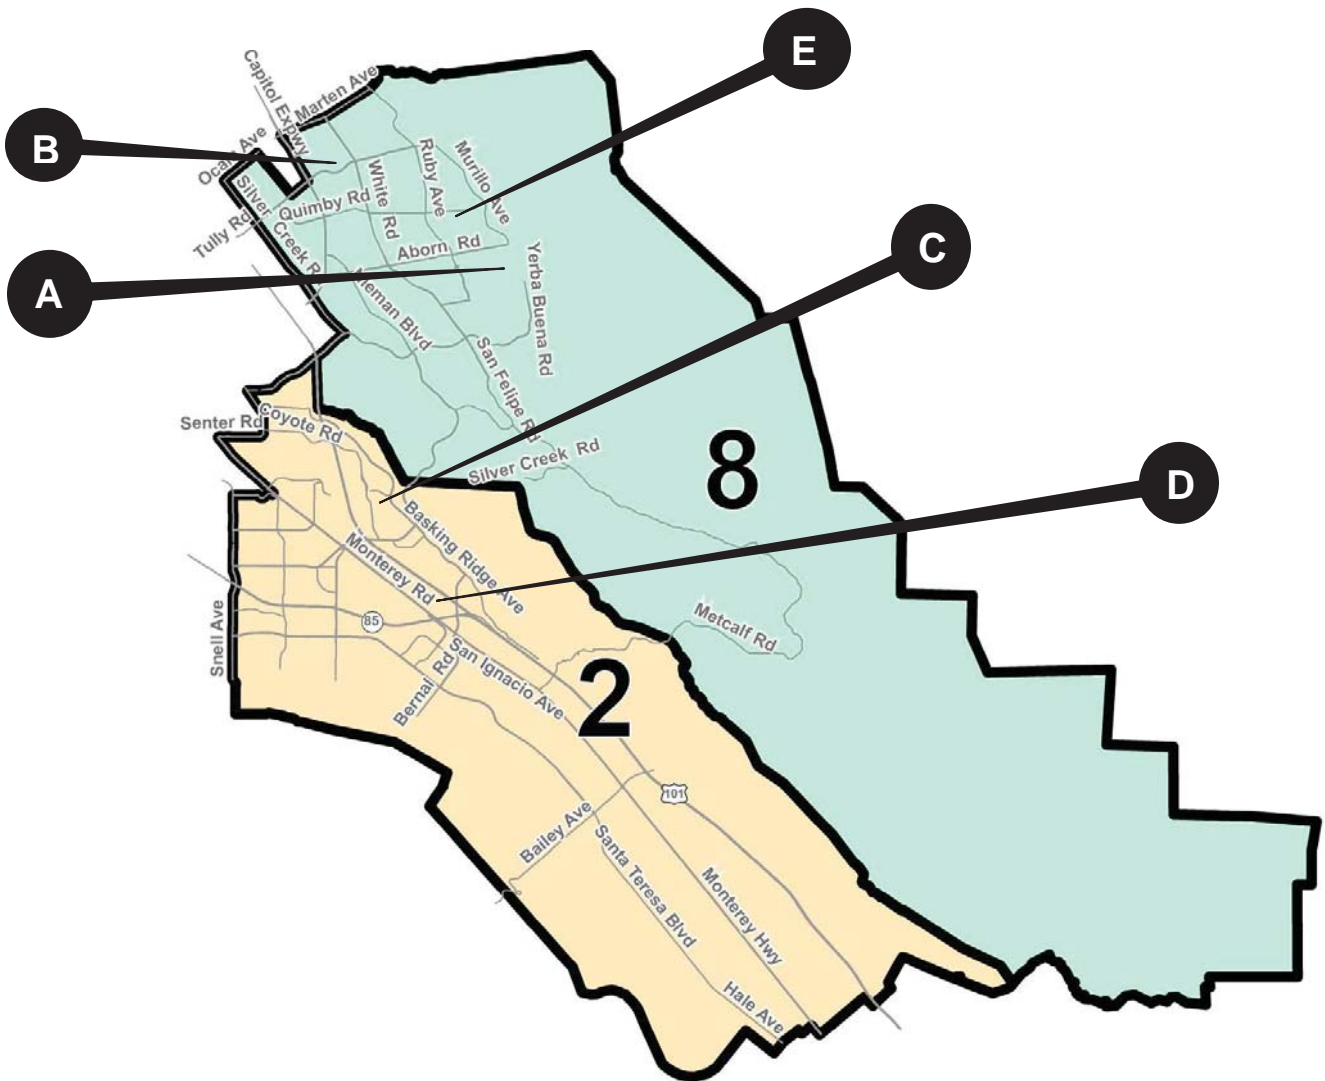 E
Capitol Expwy
Marten Ave
B
Ocala Ave
Murillo Ave
Ruby Ave
White Rd
Silver Creek R
Quimby Rd
Tully Rd
C
Aborn Rd
A
Yerba Buena Rd
ieman Blvd
San Felipe Rd
Senter Rd
Coyote Rd
Silver Creek Rd
8
D
Basking Ridge Ave
Monterey Rd
85
Snell Ave
Metcalf Rd
Bernal Rd
San Ignacio Ave
2
101
Bailey Ave
Santa Teresa Blvd
Monterey Hwy
Hale Ave